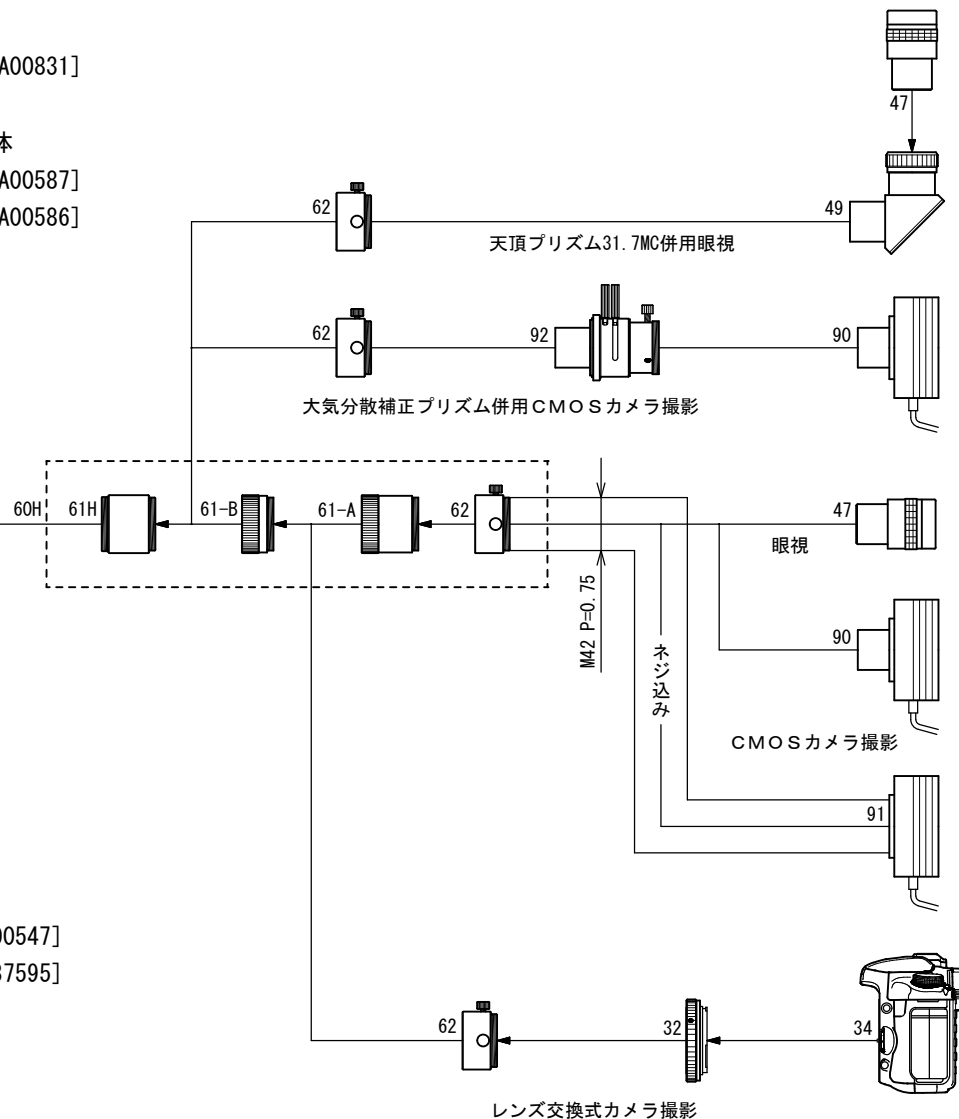 A00831]
体
A00587]
A00586]
47
62
49
天頂プリズム31.7MC併用眼視
62
92
90
大気分散補正プリズム併用CMOSカメラ撮影
60H
61H
61-B
61-A
62
47
眼視
M42 P=0.75
ネジ込み
90
CMOSカメラ撮影
91
00547]
37595]
62
32
34
レンズ交換式カメラ撮影